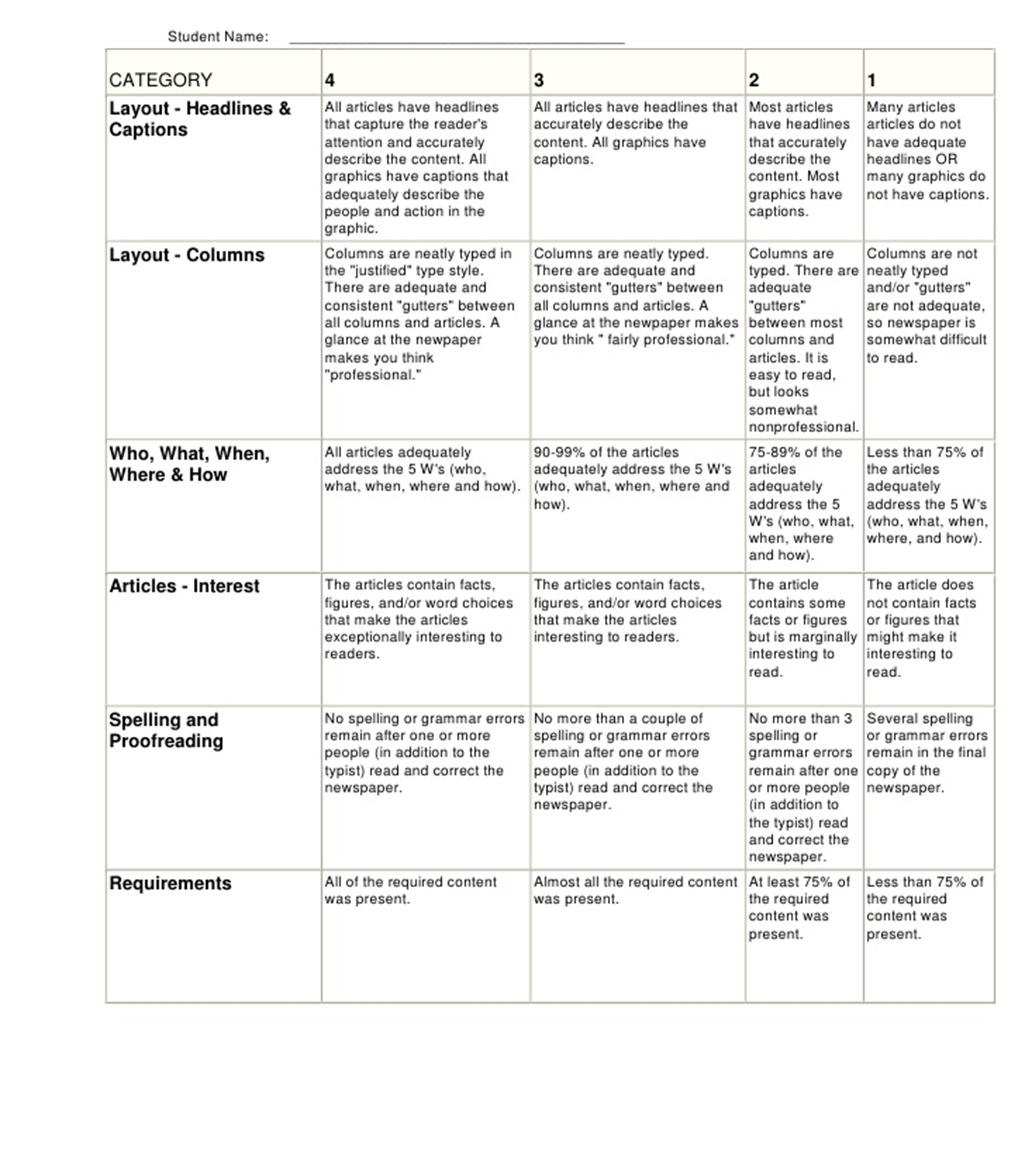 Student Name: ___________________________________________
CATEGORY
4
3
2
1
Layout - Headlines &
Captions
All articles have headlines
that capture the reader's
attention and accurately
describe the content. All
graphics have captions that
adequately describe the
people and action in the
graphic.
All articles have headlines that
accurately describe the
content. All graphics have
captions.
Most articles
have headlines
that accurately
describe the
content. Most
graphics have
captions.
Many articles
articles do not
have adequate
headlines OR
many graphics do
not have captions.
Layout - Columns
Columns are neatly typed in
the "justified" type style.
There are adequate and
consistent "gutters" between
all columns and articles. A
glance at the newpaper
makes you think
"professional."
Columns are neatly typed.
There are adequate and
consistent "gutters" between
all columns and articles. A
glance at the newpaper makes
you think " fairly professional."
Columns are
typed. There are
adequate
"gutters"
between most
columns and
articles. It is
easy to read,
but looks
somewhat
nonprofessional.
Columns are not
neatly typed
and/or "gutters"
are not adequate,
so newspaper is
somewhat difficult
to read.
Who, What, When,
Where & How
All articles adequately
address the 5 W's (who,
what, when, where and how).
90-99% of the articles
adequately address the 5 W's
(who, what, when, where and
how).
75-89% of the
articles
adequately
address the 5
W's (who, what,
when, where
and how).
Less than 75% of
the articles
adequately
address the 5 W's
(who, what, when,
where, and how).
Articles - Interest
The articles contain facts,
figures, and/or word choices
that make the articles
exceptionally interesting to
readers.
The articles contain facts,
figures, and/or word choices
that make the articles
interesting to readers.
The article
contains some
facts or figures
but is marginally
interesting to
read.
The article does
not contain facts
or figures that
might make it
interesting to
read.
Spelling and
Proofreading
No spelling or grammar errors
remain after one or more
people (in addition to the
typist) read and correct the
newspaper.
No more than a couple of
spelling or grammar errors
remain after one or more
people (in addition to the
typist) read and correct the
newspaper.
No more than 3
spelling or
grammar errors
remain after one
or more people
(in addition to
the typist) read
and correct the
newspaper.
Several spelling
or grammar errors
remain in the final
copy of the
newspaper.
Requirements
All of the required content
was present.
Almost all the required content
was present.
At least 75% of
the required
content was
present.
Less than 75% of
the required
content was
present.